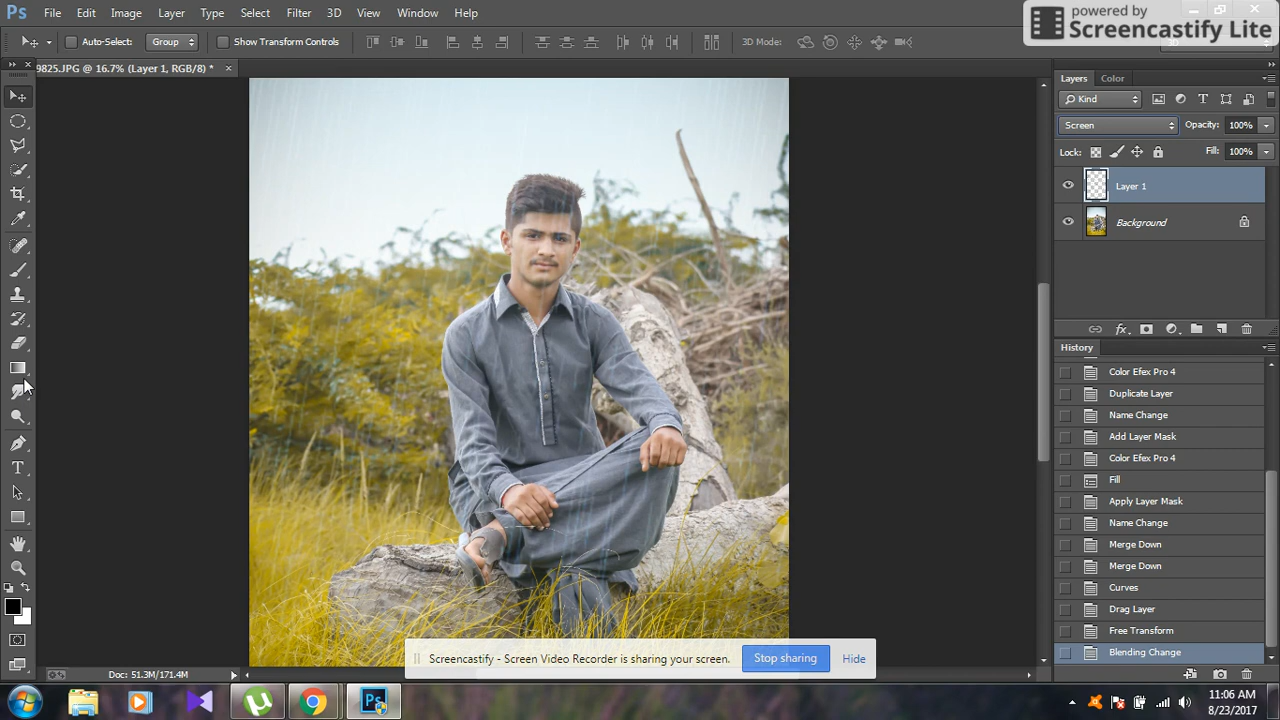 Ps File Edit Image Layer Type Select Filter 3D View Window Help
powered by
Screencastify Lite
Auto-Select: Group Show Transform Controls 3D Mode:
9825.JPG @ 16.7% (Layer 1, RGB/8) *
Layers Color
Kind
Screen Opacity: 100%
Lock: Fill: 100%
Layer 1
Background
fx
History
Color Efex Pro 4
Duplicate Layer
Name Change
Add Layer Mask
Color Efex Pro 4
Fill
Apply Layer Mask
Name Change
Merge Down
Merge Down
Curves
Drag Layer
Free Transform
Blending Change
Screencastify - Screen Video Recorder is sharing your screen. Stop sharing Hide
Doc: 51.3M/171.4M
11:06 AM
8/23/2017